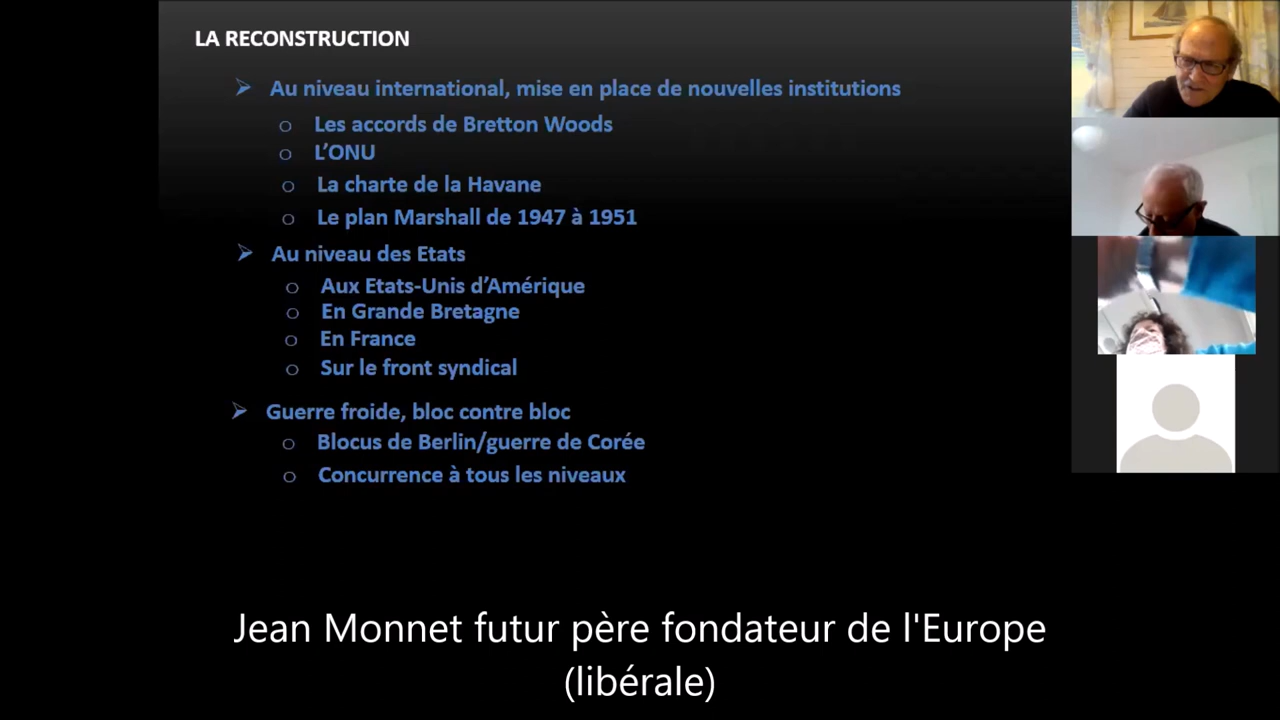 LA RECONSTRUCTION
Au niveau international, mise en place de nouvelles institutions
Les accords de Bretton Woods
L’ONU
La charte de la Havane
Le plan Marshall de 1947 à 1951
Au niveau des Etats
Aux Etats-Unis d’Amérique
En Grande Bretagne
En France
Sur le front syndical
Guerre froide, bloc contre bloc
Blocus de Berlin/guerre de Corée
Concurrence à tous les niveaux
Jean Monnet futur père fondateur de l'Europe
(libérale)